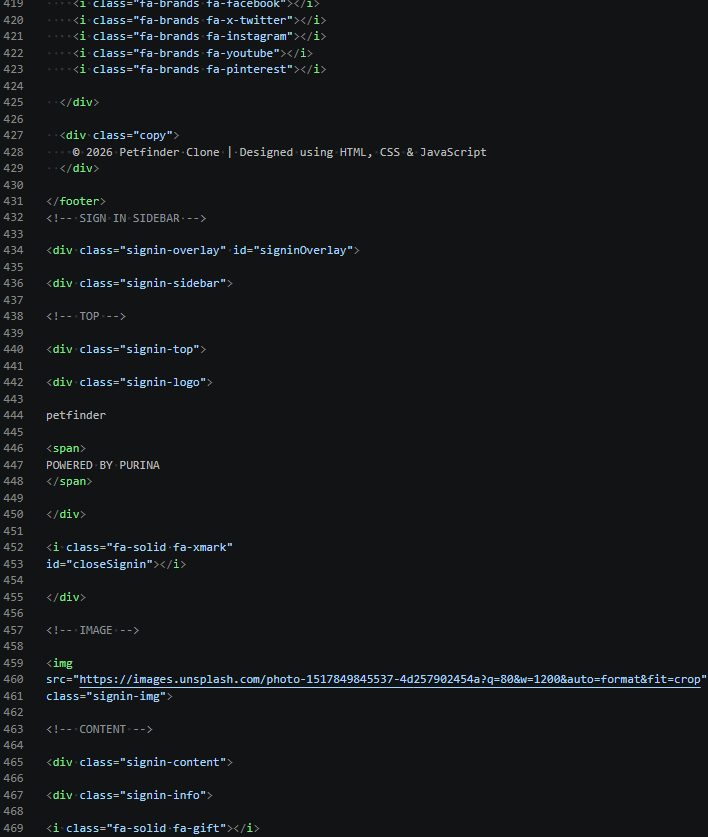 419 <i class="fa-brands fa-facebook"></i>
420 <i class="fa-brands fa-x-twitter"></i>
421 <i class="fa-brands fa-instagram"></i>
422 <i class="fa-brands fa-youtube"></i>
423 <i class="fa-brands fa-pinterest"></i>
424
425 </div>
426
427 <div class="copy">
428 © 2026 Petfinder Clone | Designed using HTML, CSS & JavaScript
429 </div>
430
431 </footer>
432 <!-- SIGN IN SIDEBAR -->
433
434 <div class="signin-overlay" id="signinOverlay">
435
436 <div class="signin-sidebar">
437
438 <!-- TOP -->
439
440 <div class="signin-top">
441
442 <div class="signin-logo">
443
444 petfinder
445
446 <span>
447 POWERED BY PURINA
448 </span>
449
450 </div>
451
452 <i class="fa-solid fa-xmark"
453 id="closeSignin"></i>
454
455 </div>
456
457 <!-- IMAGE -->
458
459 <img
460 src="https://images.unsplash.com/photo-1517849845537-4d257902454a?q=80&w=1200&auto=format&fit=crop"
461 class="signin-img">
462
463 <!-- CONTENT -->
464
465 <div class="signin-content">
466
467 <div class="signin-info">
468
469 <i class="fa-solid fa-gift"></i>